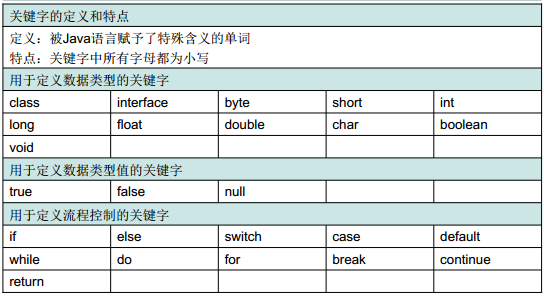 关键字的定义和特点
定义：被Java语言赋予了特殊含义的单词
特点：关键字中所有字母都为小写
用于定义数据类型的关键字
class interface byte short int
long float double char boolean
void
用于定义数据类型值的关键字
true false null
用于定义流程控制的关键字
if else switch case default
while do for break continue
return